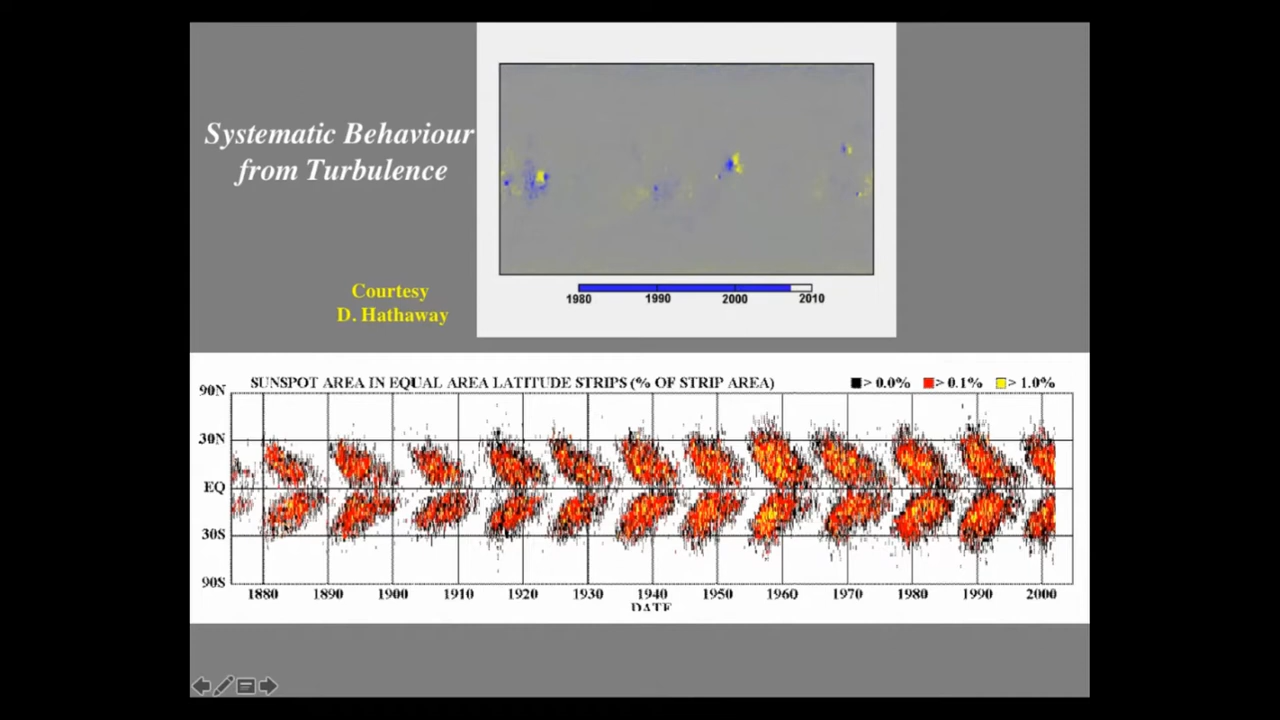 Systematic Behaviour
from Turbulence
Courtesy
D. Hathaway
1980 1990 2000 2010
SUNSPOT AREA IN EQUAL AREA LATITUDE STRIPS (% OF STRIP AREA) > 0.0% > 0.1% > 1.0%
90N
30N
EQ
30S
90S
1880 1890 1900 1910 1920 1930 1940 1950 1960 1970 1980 1990 2000
DATE